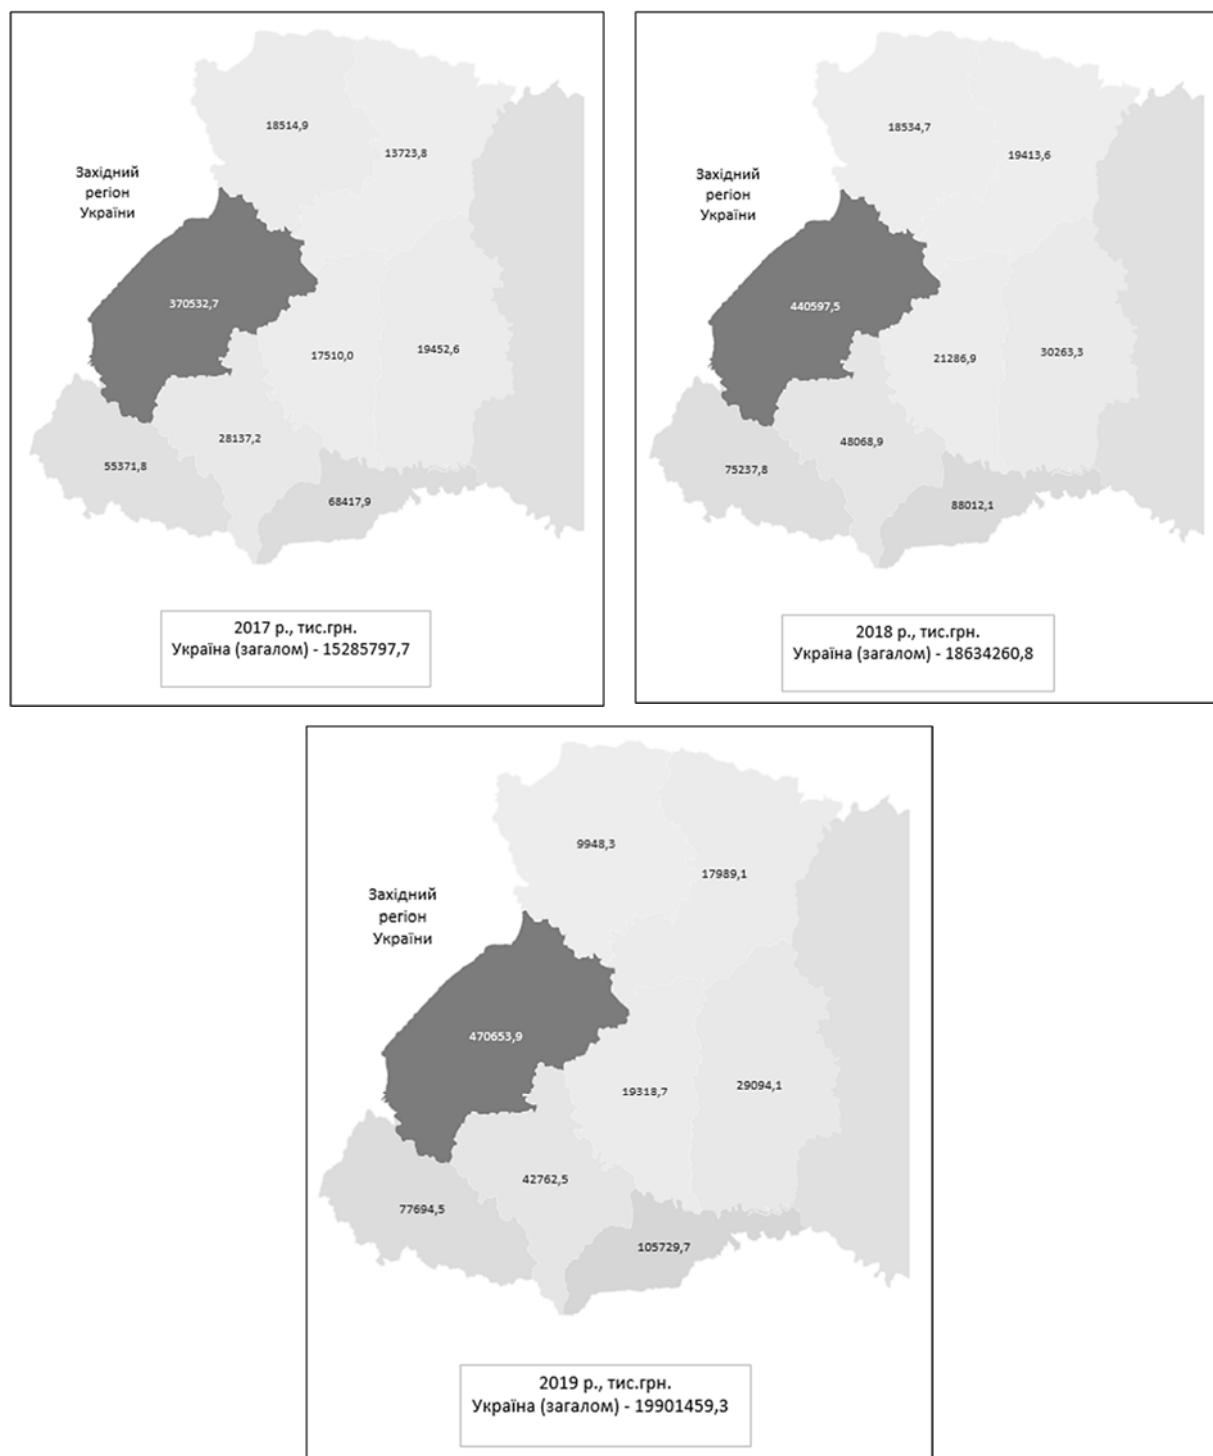 18514,9
13723,8
Західний
регіон
України
370532,7
17510,0
19452,6
28137,2
55371,8
68417,9
2017 р., тис.грн.
Україна (загалом) - 15285797,7
18534,7
19413,6
Західний
регіон
України
440597,5
21286,9
30263,3
48068,9
75237,8
88012,1
2018 р., тис.грн.
Україна (загалом) - 18634260,8
9948,3
17989,1
Західний
регіон
України
470653,9
19318,7
29094,1
42762,5
77694,5
105729,7
2019 р., тис.грн.
Україна (загалом) - 19901459,3